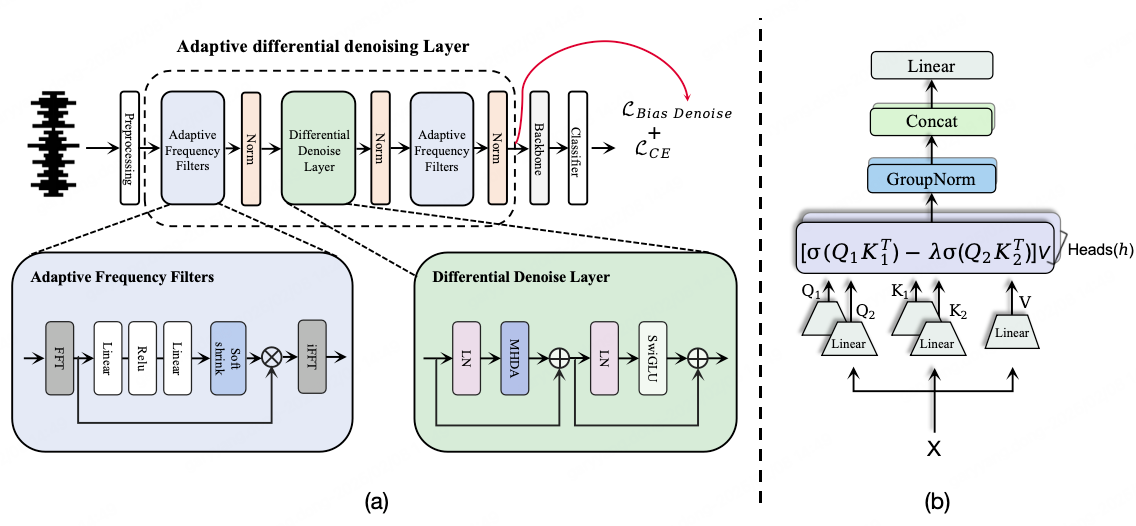 Adaptive differential denoising Layer
Preprocessing
Adaptive
Frequency
Filters
Norm
Differential
Denoise
Layer
Norm
Adaptive
Frequency
Filters
Norm
Backbone
Classifier
ℒ_Bias Denoise
+
ℒ_CE
Adaptive Frequency Filters
FFT
Linear
Relu
Linear
Soft
shrink
iFFT
Differential Denoise Layer
LN
MHDA
LN
SwiGLU
(a)
Linear
Concat
GroupNorm
[σ(Q₁K₁ᵀ) − λσ(Q₂K₂ᵀ)]V
Heads(h)
Q₁
Q₂
K₁
K₂
V
Linear
Linear
Linear
X
(b)